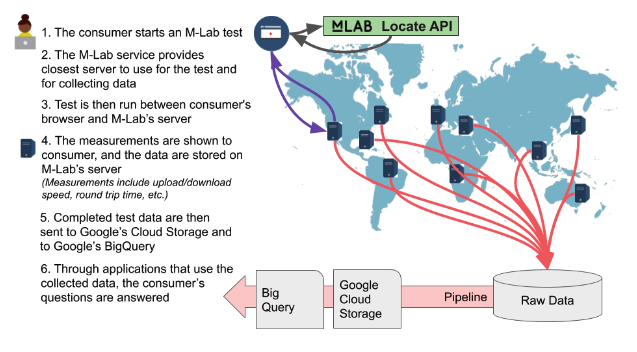 1. The consumer starts an M-Lab test
2. The M-Lab service provides
closest server to use for the test and
for collecting data
3. Test is then run between consumer's
browser and M-Lab's server
4. The measurements are shown to
consumer, and the data are stored on
M-Lab's server
(Measurements include upload/download
speed, round trip time, etc.)
5. Completed test data are then
sent to Google's Cloud Storage and
to Google's BigQuery
6. Through applications that use the
collected data, the consumer's
questions are answered
MLAB Locate API
Big
Query
Google
Cloud
Storage
Pipeline
Raw Data